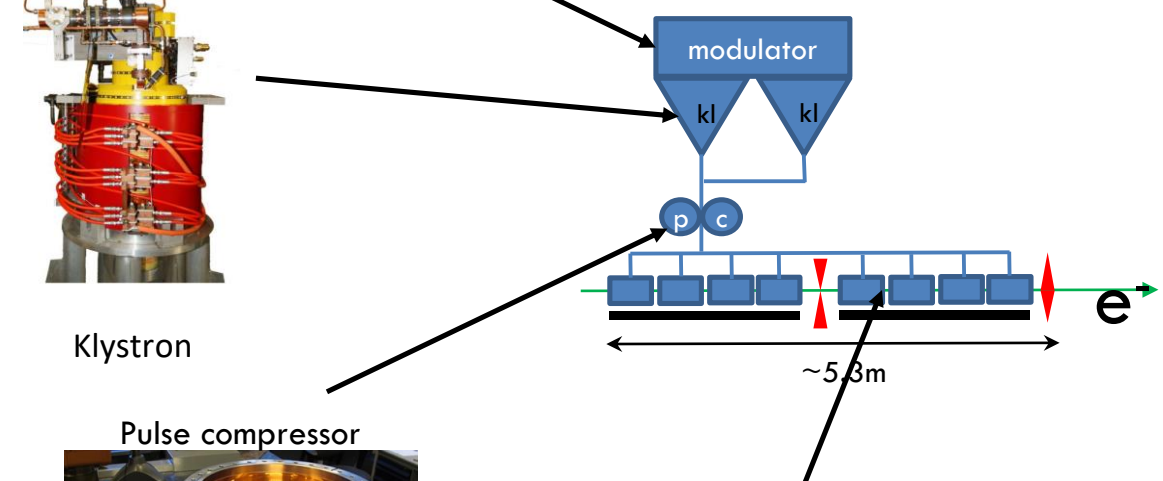 modulator
kl kl
p c
e-
~5.3m
Klystron
Pulse compressor